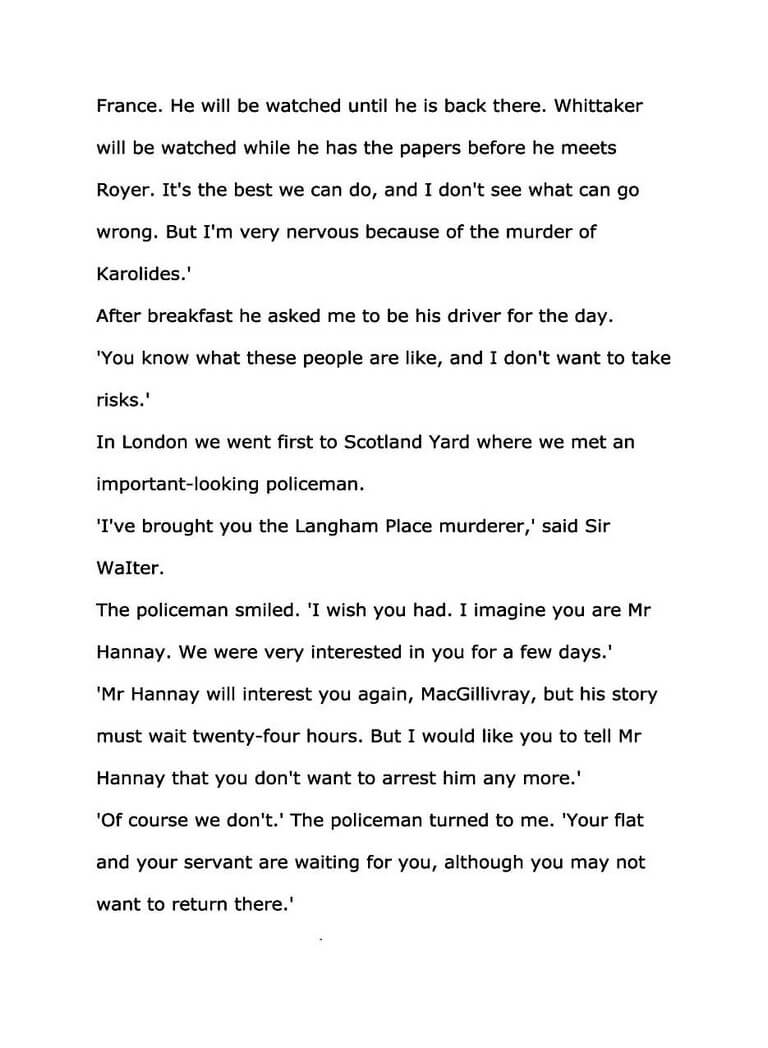 France. He will be watched until he is back there. Whittaker
will be watched while he has the papers before he meets
Royer. It's the best we can do, and I don't see what can go
wrong. But I'm very nervous because of the murder of
Karolides.'
After breakfast he asked me to be his driver for the day.
'You know what these people are like, and I don't want to take
risks.'
In London we went first to Scotland Yard where we met an
important-looking policeman.
'I've brought you the Langham Place murderer,' said Sir
WaIter.
The policeman smiled. 'I wish you had. I imagine you are Mr
Hannay. We were very interested in you for a few days.'
'Mr Hannay will interest you again, MacGillivray, but his story
must wait twenty-four hours. But I would like you to tell Mr
Hannay that you don't want to arrest him any more.'
'Of course we don't.' The policeman turned to me. 'Your flat
and your servant are waiting for you, although you may not
want to return there.'